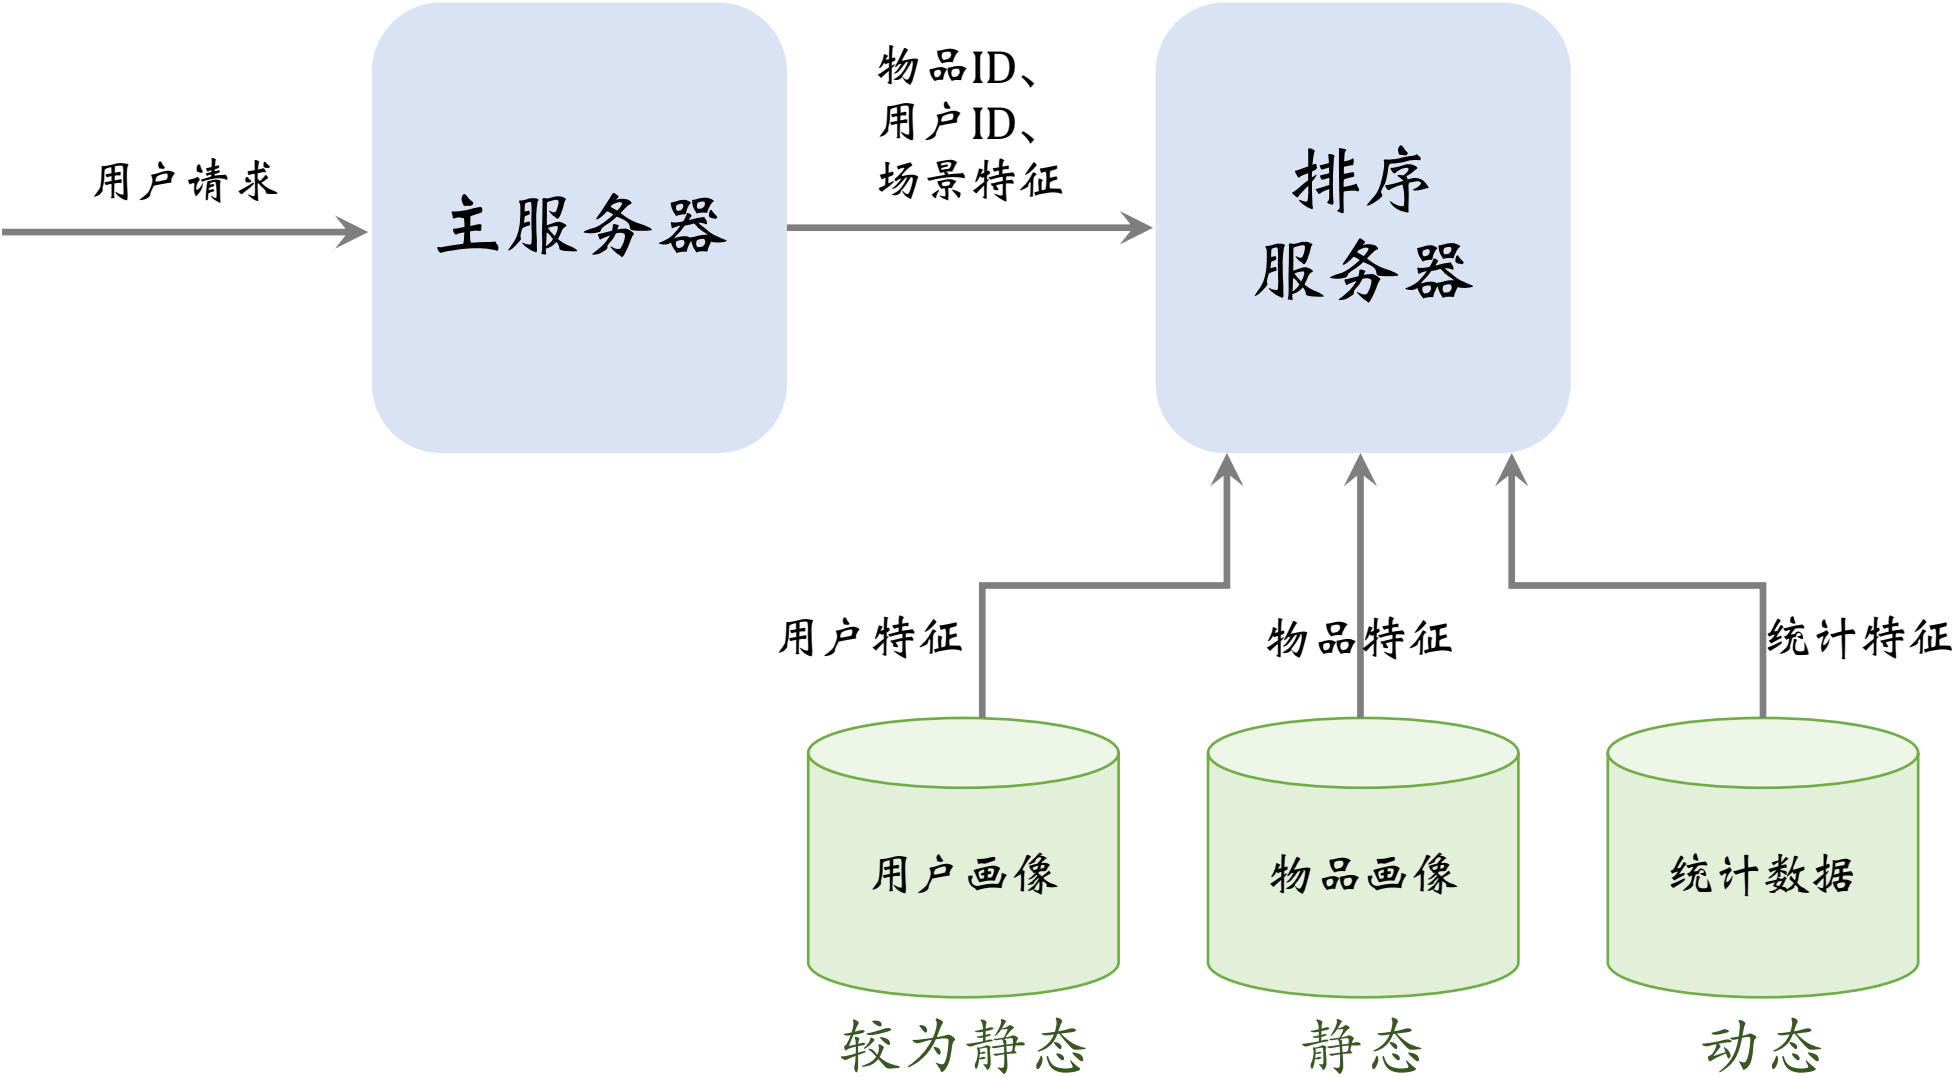 用户请求
主服务器
物品ID、
用户ID、
场景特征
排序
服务器
用户特征
物品特征
统计特征
用户画像
物品画像
统计数据
较为静态
静态
动态